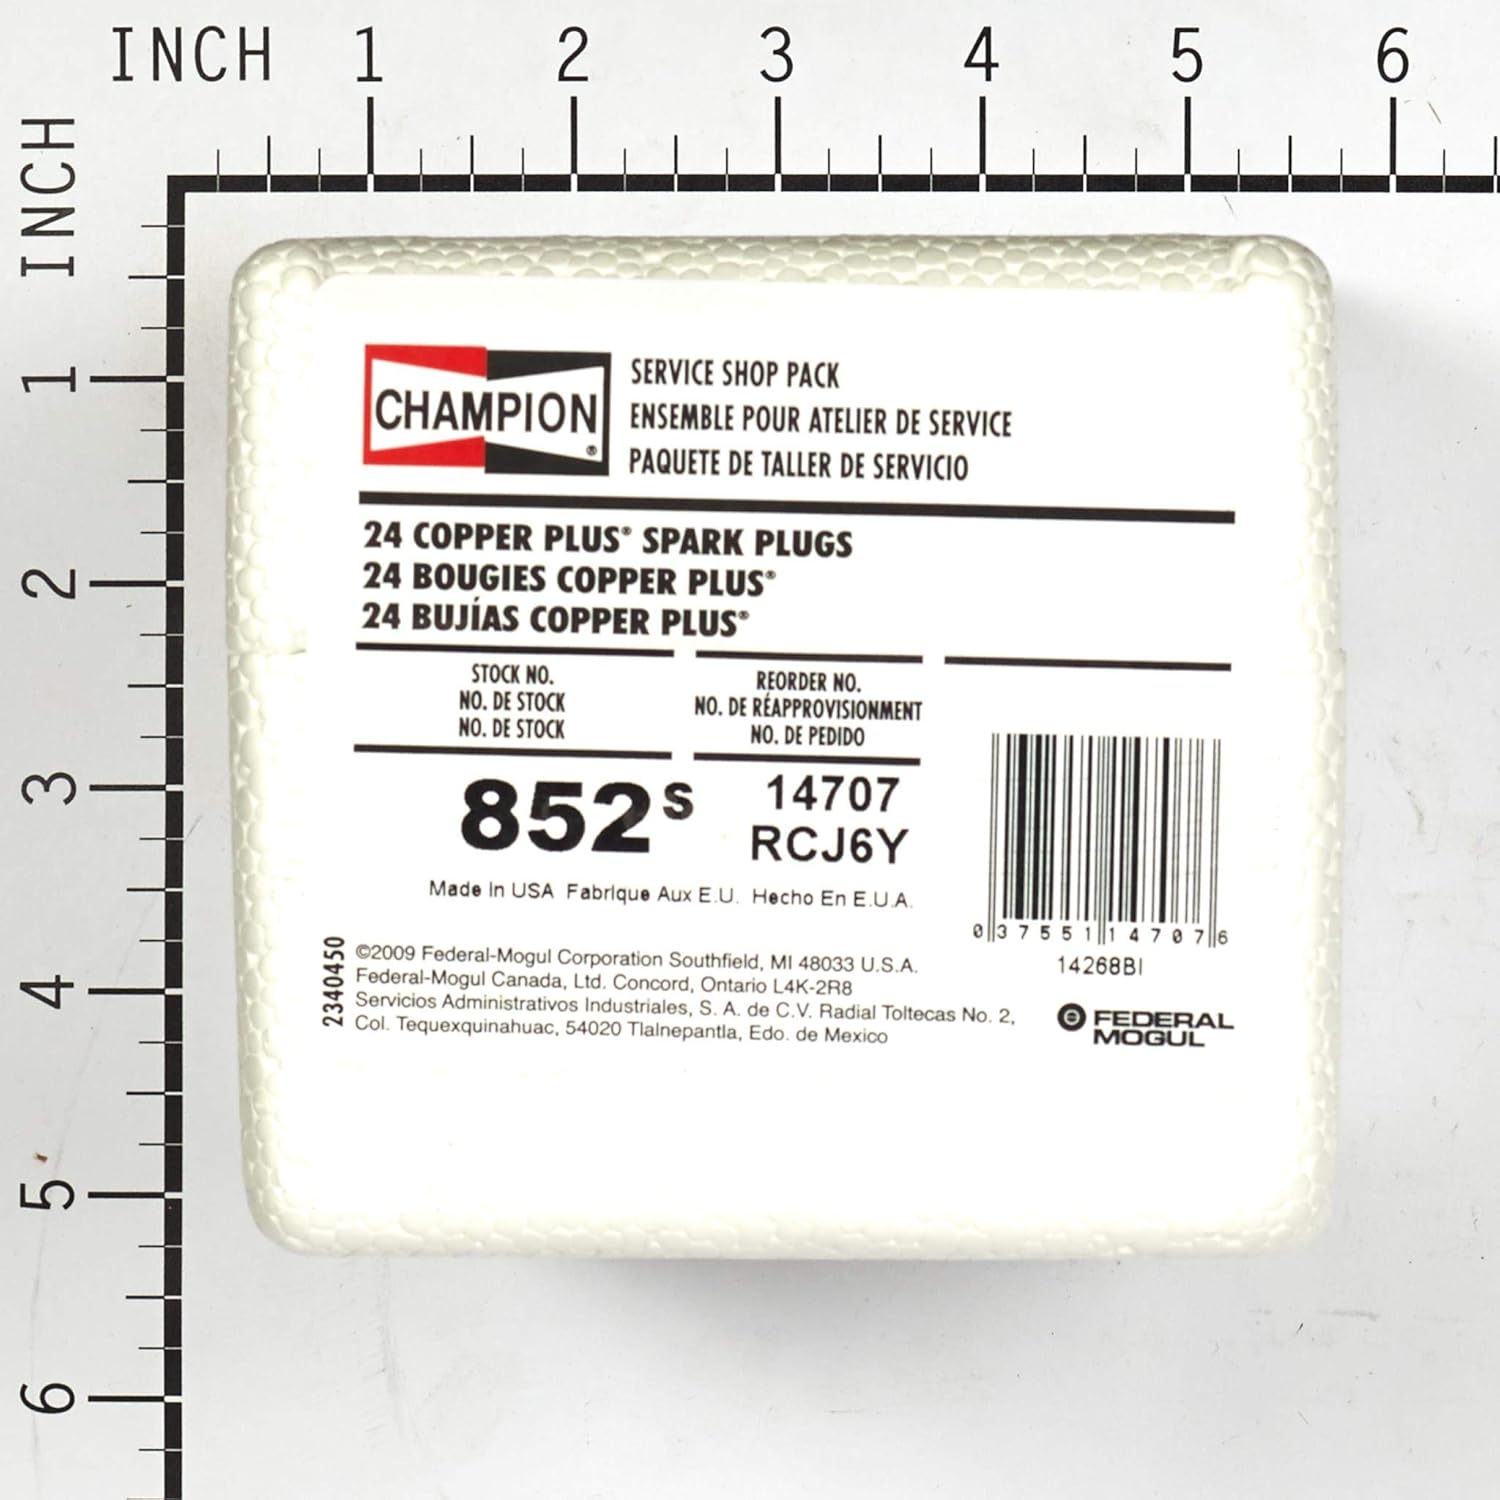 INCH 1 2 3 4 5 6
INCH 1 2 3 4 5 6
CHAMPION®
SERVICE SHOP PACK
ENSEMBLE POUR ATELIER DE SERVICE
PAQUETE DE TALLER DE SERVICIO
24 COPPER PLUS® SPARK PLUGS
24 BOUGIES COPPER PLUS®
24 BUJÍAS COPPER PLUS®
STOCK NO.
NO. DE STOCK
NO. DE STOCK
REORDER NO.
NO. DE RÉAPPROVISIONMENT
NO. DE PEDIDO
852S
14707
RCJ6Y
Made In USA Fabrique Aux E.U. Hecho En E.U.A.
0 37551 14707 6
14268BI
2340450
©2009 Federal-Mogul Corporation Southfield, MI 48033 U.S.A.
Federal-Mogul Canada, Ltd. Concord, Ontario L4K-2R8
Servicios Administrativos Industriales, S. A. de C.V. Radial Toltecas No. 2,
Col. Tequexquinahuac, 54020 Tlalnepantla, Edo. de Mexico
FEDERAL
MOGUL